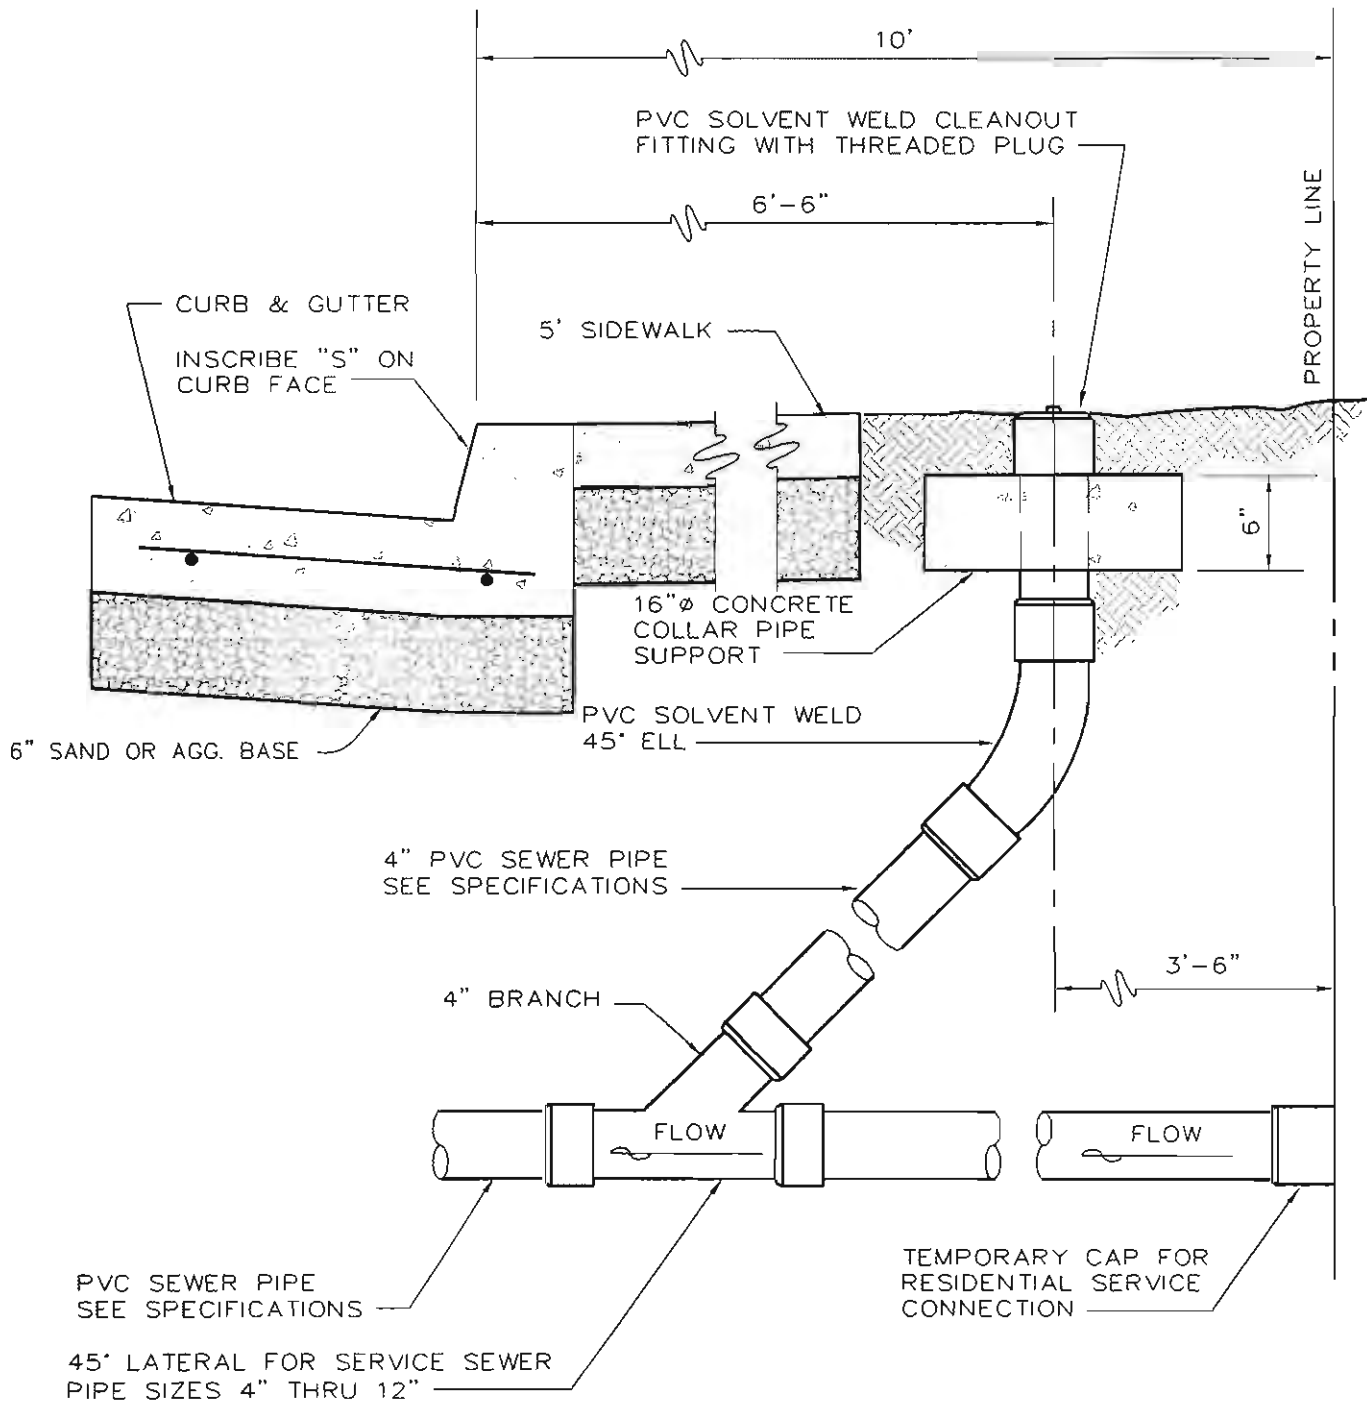 10'
PVC SOLVENT WELD CLEANOUT
FITTING WITH THREADED PLUG
PROPERTY LINE
6'-6"
CURB & GUTTER
5' SIDEWALK
INSCRIBE "S" ON
CURB FACE
6"
16"ø CONCRETE
COLLAR PIPE
SUPPORT
PVC SOLVENT WELD
45° ELL
6" SAND OR AGG. BASE
4" PVC SEWER PIPE
SEE SPECIFICATIONS
3'-6"
4" BRANCH
FLOW
FLOW
TEMPORARY CAP FOR
RESIDENTIAL SERVICE
CONNECTION
PVC SEWER PIPE
SEE SPECIFICATIONS
45° LATERAL FOR SERVICE SEWER
PIPE SIZES 4" THRU 12"